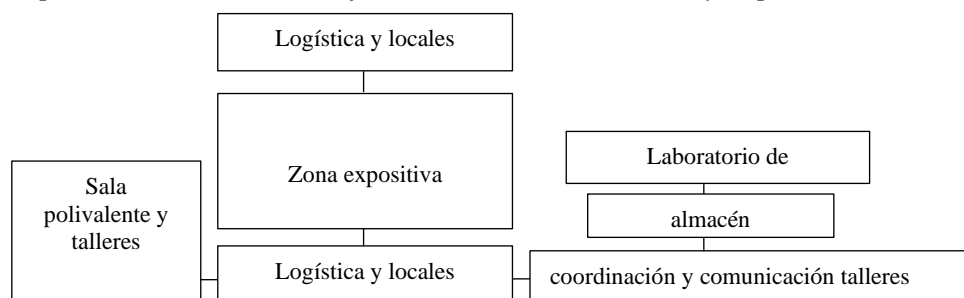 Logística y locales
Zona expositiva
Laboratorio de
Sala
polivalente y
talleres
almacén
Logística y locales
coordinación y comunicación talleres